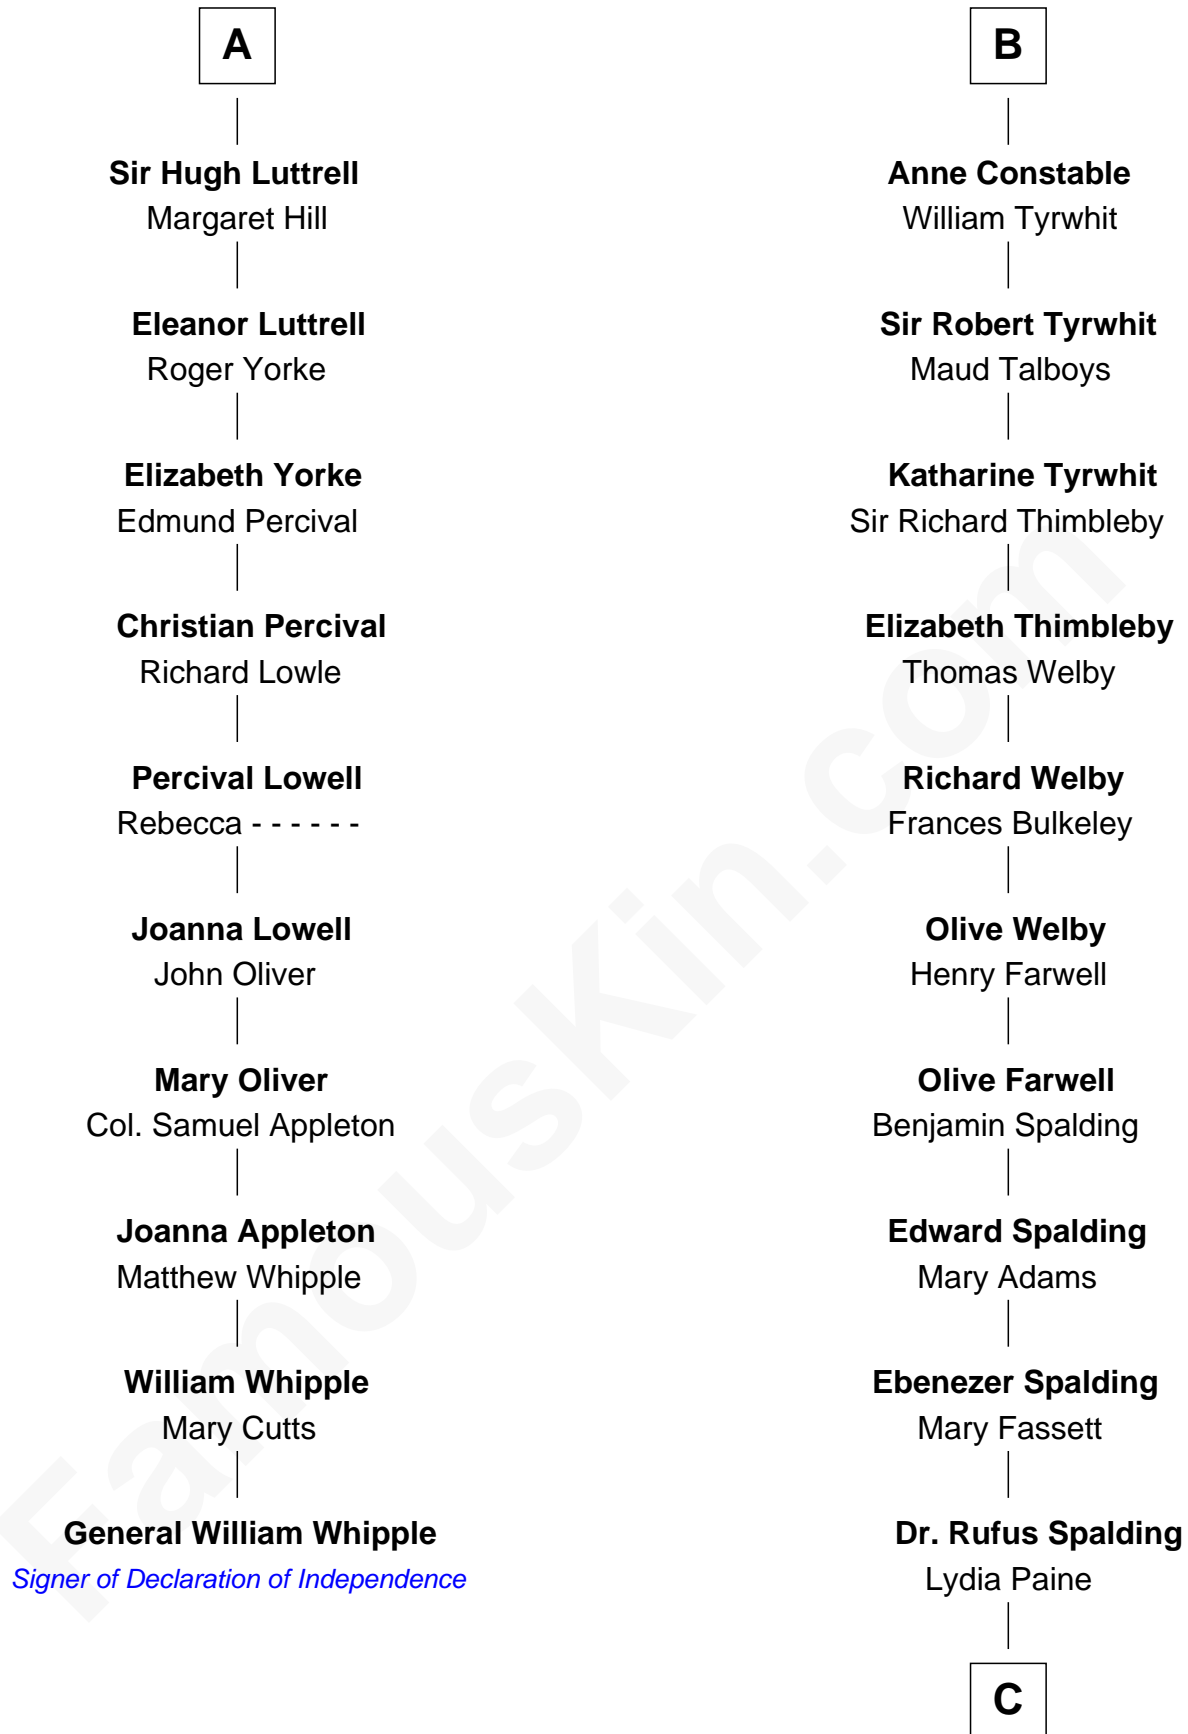 A
Sir Hugh Luttrell
Margaret Hill
Eleanor Luttrell
Roger Yorke
Elizabeth Yorke
Edmund Percival
Christian Percival
Richard Lowle
Percival Lowell
Rebecca - - - - - -
Joanna Lowell
John Oliver
Mary Oliver
Col. Samuel Appleton
Joanna Appleton
Matthew Whipple
William Whipple
Mary Cutts
General William Whipple
Signer of Declaration of Independence
B
Anne Constable
William Tyrwhit
Sir Robert Tyrwhit
Maud Talboys
Katharine Tyrwhit
Sir Richard Thimbleby
Elizabeth Thimbleby
Thomas Welby
Richard Welby
Frances Bulkeley
Olive Welby
Henry Farwell
Olive Farwell
Benjamin Spalding
Edward Spalding
Mary Adams
Ebenezer Spalding
Mary Fassett
Dr. Rufus Spalding
Lydia Paine
C
FamousKin.com